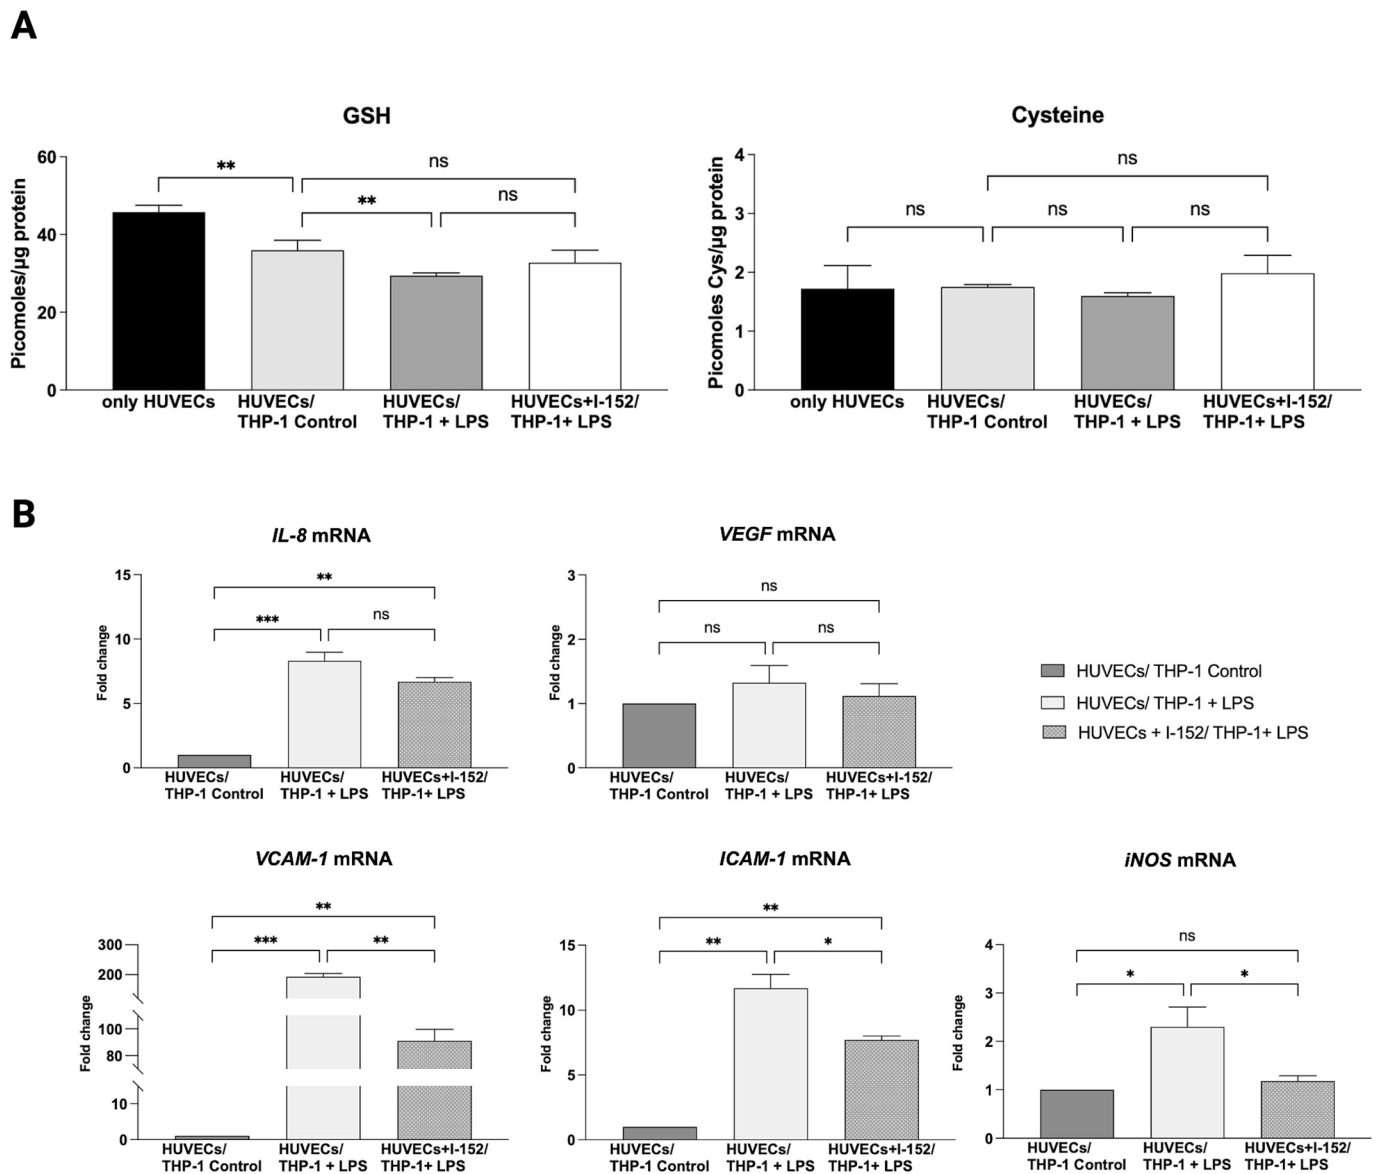 A
GSH
Picomoles/µg protein
60
40
20
0
**
ns
**
ns
only HUVECs
HUVECs/
THP-1 Control
HUVECs/
THP-1 + LPS
HUVECs+I-152/
THP-1+ LPS
Cysteine
Picomoles Cys/µg protein
4
3
2
1
0
ns
ns
ns
ns
only HUVECs
HUVECs/
THP-1 Control
HUVECs/
THP-1 + LPS
HUVECs+I-152/
THP-1+ LPS
B
IL-8 mRNA
Fold change
15
10
5
0
**
***
ns
HUVECs/
THP-1 Control
HUVECs/
THP-1 + LPS
HUVECs+I-152/
THP-1+ LPS
VEGF mRNA
Fold change
3
2
1
0
ns
ns
ns
HUVECs/
THP-1 Control
HUVECs/
THP-1 + LPS
HUVECs+I-152/
THP-1+ LPS
HUVECs/ THP-1 Control
HUVECs/ THP-1 + LPS
HUVECs + I-152/ THP-1+ LPS
VCAM-1 mRNA
Fold change
300
200
100
80
10
0
**
***
**
HUVECs/
THP-1 Control
HUVECs/
THP-1 + LPS
HUVECs+I-152/
THP-1+ LPS
ICAM-1 mRNA
Fold change
15
10
5
0
**
**
*
HUVECs/
THP-1 Control
HUVECs/
THP-1 + LPS
HUVECs+I-152/
THP-1+ LPS
iNOS mRNA
Fold change
4
3
2
1
0
ns
*
*
HUVECs/
THP-1 Control
HUVECs/
THP-1 + LPS
HUVECs+I-152/
THP-1+ LPS